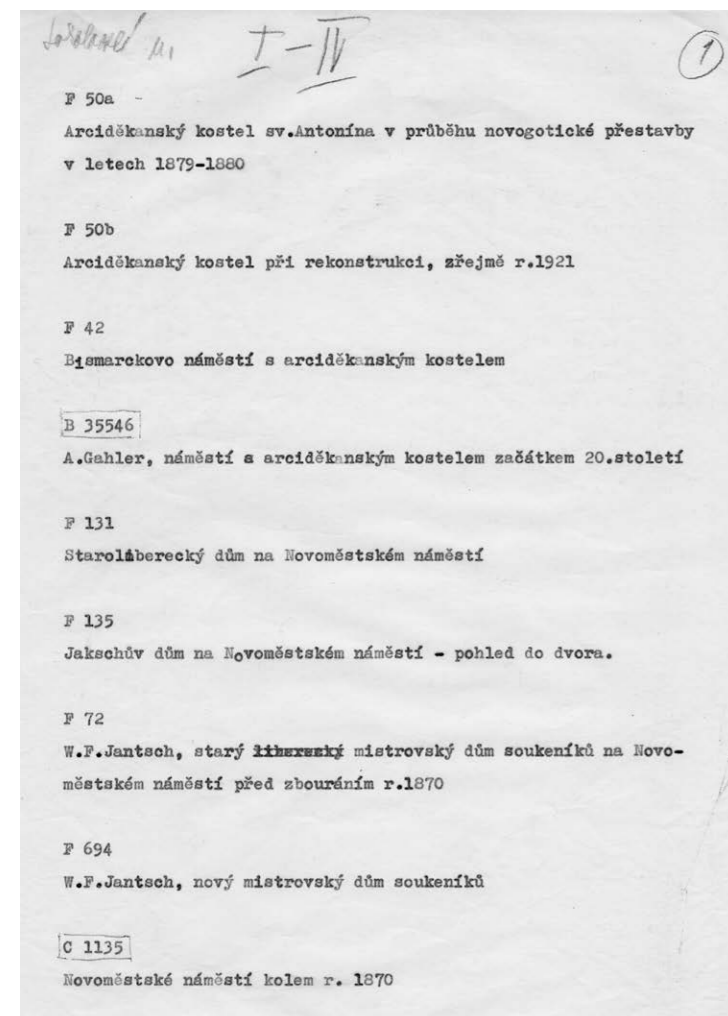 I-IV
1
F 50a -
Arciděkanský kostel sv.Antonína v průběhu novogotické přestavby
v letech 1879-1880
F 50b
Arciděkanský kostel při rekonstrukci, zřejmě r.1921
F 42
Bismarckovo náměstí s arciděkanským kostelem
B 35546
A.Gahler, náměstí s arciděkanským kostelem začátkem 20.století
F 131
Staroliberecký dům na Novoměstském náměstí
F 135
Jakschův dům na Novoměstském náměstí - pohled do dvora.
F 72
W.F.Jantsch, starý liberecký mistrovský dům soukeníků na Novo-
městském náměstí před zbouráním r.1870
F 694
W.F.Jantsch, nový mistrovský dům soukeníků
C 1135
Novoměstské náměstí kolem r. 1870